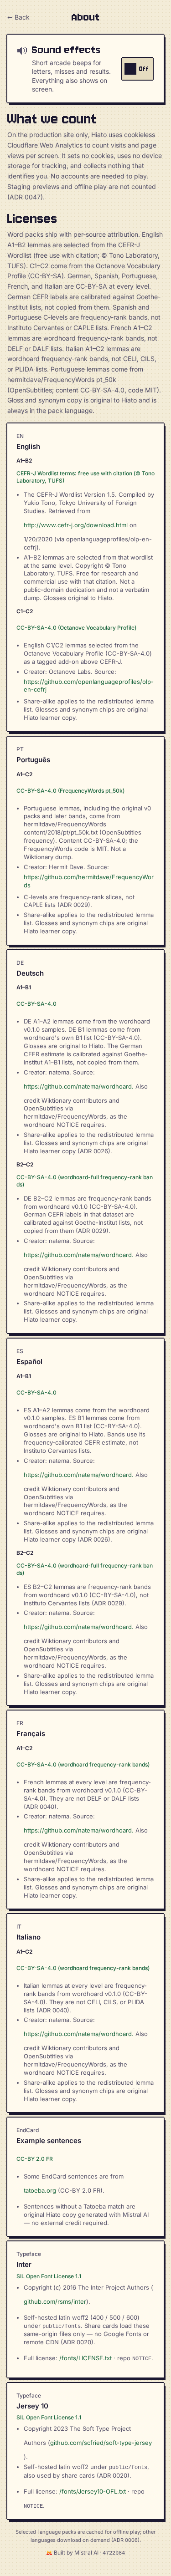 ← Back
About
Sound effects
Short arcade beeps for
letters, misses and results.
Everything also shows on
screen.
Off
What we count
On the production site only, Hiato uses cookieless
Cloudflare Web Analytics to count visits and page
views per screen. It sets no cookies, uses no device
storage for tracking, and collects nothing that
identifies you. No accounts are needed to play.
Staging previews and offline play are not counted
(ADR 0047).
Licenses
Word packs ship with per-source attribution. English
A1–B2 lemmas are selected from the CEFR-J
Wordlist (free use with citation; © Tono Laboratory,
TUFS). C1–C2 come from the Octanove Vocabulary
Profile (CC-BY-SA). German, Spanish, Portuguese,
French, and Italian are CC-BY-SA at every level.
German CEFR labels are calibrated against Goethe-
Institut lists, not copied from them. Spanish and
Portuguese C-levels are frequency-rank bands, not
Instituto Cervantes or CAPLE lists. French A1–C2
lemmas are wordhoard frequency-rank bands, not
DELF or DALF lists. Italian A1–C2 lemmas are
wordhoard frequency-rank bands, not CELI, CILS,
or PLIDA lists. Portuguese lemmas come from
hermitdave/FrequencyWords pt_50k
(OpenSubtitles; content CC-BY-SA-4.0, code MIT).
Gloss and synonym copy is original to Hiato and is
always in the pack language.
EN
English
A1–B2
CEFR-J Wordlist terms: free use with citation (© Tono
Laboratory, TUFS)
• The CEFR-J Wordlist Version 1.5. Compiled by
Yukio Tono, Tokyo University of Foreign
Studies. Retrieved from
http://www.cefr-j.org/download.html on
1/20/2020 (via openlanguageprofiles/olp-en-
cefrj).
• A1–B2 lemmas are selected from that wordlist
at the same level. Copyright © Tono
Laboratory, TUFS. Free for research and
commercial use with that citation. Not a
public-domain dedication and not a verbatim
dump. Glosses original to Hiato.
C1–C2
CC-BY-SA-4.0 (Octanove Vocabulary Profile)
• English C1/C2 lemmas selected from the
Octanove Vocabulary Profile (CC-BY-SA-4.0)
as a tagged add-on above CEFR-J.
• Creator: Octanove Labs. Source:
https://github.com/openlanguageprofiles/olp-
en-cefrj
• Share-alike applies to the redistributed lemma
list. Glosses and synonym chips are original
Hiato learner copy.
PT
Português
A1–C2
CC-BY-SA-4.0 (FrequencyWords pt_50k)
• Portuguese lemmas, including the original v0
packs and later bands, come from
hermitdave/FrequencyWords
content/2018/pt/pt_50k.txt (OpenSubtitles
frequency). Content CC-BY-SA-4.0; the
FrequencyWords code is MIT. Not a
Wiktionary dump.
• Creator: Hermit Dave. Source:
https://github.com/hermitdave/FrequencyWor
ds
• C-levels are frequency-rank slices, not
CAPLE lists (ADR 0029).
• Share-alike applies to the redistributed lemma
list. Glosses and synonym chips are original
Hiato learner copy.
DE
Deutsch
A1–B1
CC-BY-SA-4.0
• DE A1–A2 lemmas come from the wordhoard
v0.1.0 samples. DE B1 lemmas come from
wordhoard's own B1 list (CC-BY-SA-4.0).
Glosses are original to Hiato. The German
CEFR estimate is calibrated against Goethe-
Institut A1–B1 lists, not copied from them.
• Creator: natema. Source:
https://github.com/natema/wordhoard. Also
credit Wiktionary contributors and
OpenSubtitles via
hermitdave/FrequencyWords, as the
wordhoard NOTICE requires.
• Share-alike applies to the redistributed lemma
list. Glosses and synonym chips are original
Hiato learner copy (ADR 0026).
B2–C2
CC-BY-SA-4.0 (wordhoard-full frequency-rank ban
ds)
• DE B2–C2 lemmas are frequency-rank bands
from wordhoard v0.1.0 (CC-BY-SA-4.0).
German CEFR labels in that dataset are
calibrated against Goethe-Institut lists, not
copied from them (ADR 0029).
• Creator: natema. Source:
https://github.com/natema/wordhoard. Also
credit Wiktionary contributors and
OpenSubtitles via
hermitdave/FrequencyWords, as the
wordhoard NOTICE requires.
• Share-alike applies to the redistributed lemma
list. Glosses and synonym chips are original
Hiato learner copy.
ES
Español
A1–B1
CC-BY-SA-4.0
• ES A1–A2 lemmas come from the wordhoard
v0.1.0 samples. ES B1 lemmas come from
wordhoard's own B1 list (CC-BY-SA-4.0).
Glosses are original to Hiato. Bands use its
frequency-calibrated CEFR estimate, not
Instituto Cervantes lists.
• Creator: natema. Source:
https://github.com/natema/wordhoard. Also
credit Wiktionary contributors and
OpenSubtitles via
hermitdave/FrequencyWords, as the
wordhoard NOTICE requires.
• Share-alike applies to the redistributed lemma
list. Glosses and synonym chips are original
Hiato learner copy (ADR 0026).
B2–C2
CC-BY-SA-4.0 (wordhoard-full frequency-rank ban
ds)
• ES B2–C2 lemmas are frequency-rank bands
from wordhoard v0.1.0 (CC-BY-SA-4.0), not
Instituto Cervantes lists (ADR 0029).
• Creator: natema. Source:
https://github.com/natema/wordhoard. Also
credit Wiktionary contributors and
OpenSubtitles via
hermitdave/FrequencyWords, as the
wordhoard NOTICE requires.
• Share-alike applies to the redistributed lemma
list. Glosses and synonym chips are original
Hiato learner copy.
FR
Français
A1–C2
CC-BY-SA-4.0 (wordhoard frequency-rank bands)
• French lemmas at every level are frequency-
rank bands from wordhoard v0.1.0 (CC-BY-
SA-4.0). They are not DELF or DALF lists
(ADR 0040).
• Creator: natema. Source:
https://github.com/natema/wordhoard. Also
credit Wiktionary contributors and
OpenSubtitles via
hermitdave/FrequencyWords, as the
wordhoard NOTICE requires.
• Share-alike applies to the redistributed lemma
list. Glosses and synonym chips are original
Hiato learner copy.
IT
Italiano
A1–C2
CC-BY-SA-4.0 (wordhoard frequency-rank bands)
• Italian lemmas at every level are frequency-
rank bands from wordhoard v0.1.0 (CC-BY-
SA-4.0). They are not CELI, CILS, or PLIDA
lists (ADR 0040).
• Creator: natema. Source:
https://github.com/natema/wordhoard. Also
credit Wiktionary contributors and
OpenSubtitles via
hermitdave/FrequencyWords, as the
wordhoard NOTICE requires.
• Share-alike applies to the redistributed lemma
list. Glosses and synonym chips are original
Hiato learner copy.
EndCard
Example sentences
CC-BY 2.0 FR
• Some EndCard sentences are from
tatoeba.org (CC-BY 2.0 FR).
• Sentences without a Tatoeba match are
original Hiato copy generated with Mistral AI
— no external credit required.
Typeface
Inter
SIL Open Font License 1.1
• Copyright (c) 2016 The Inter Project Authors (
github.com/rsms/inter).
• Self-hosted latin woff2 (400 / 500 / 600)
under public/fonts. Share cards load these
same-origin files only — no Google Fonts or
remote CDN (ADR 0020).
• Full license: /fonts/LICENSE.txt · repo NOTICE.
Typeface
Jersey 10
SIL Open Font License 1.1
• Copyright 2023 The Soft Type Project
Authors (github.com/scfried/soft-type-jersey
).
• Self-hosted latin woff2 under public/fonts,
also used by share cards (ADR 0020).
• Full license: /fonts/Jersey10-OFL.txt · repo
NOTICE.
Selected-language packs are cached for offline play; other
languages download on demand (ADR 0006).
Built by Mistral AI · 4722b84